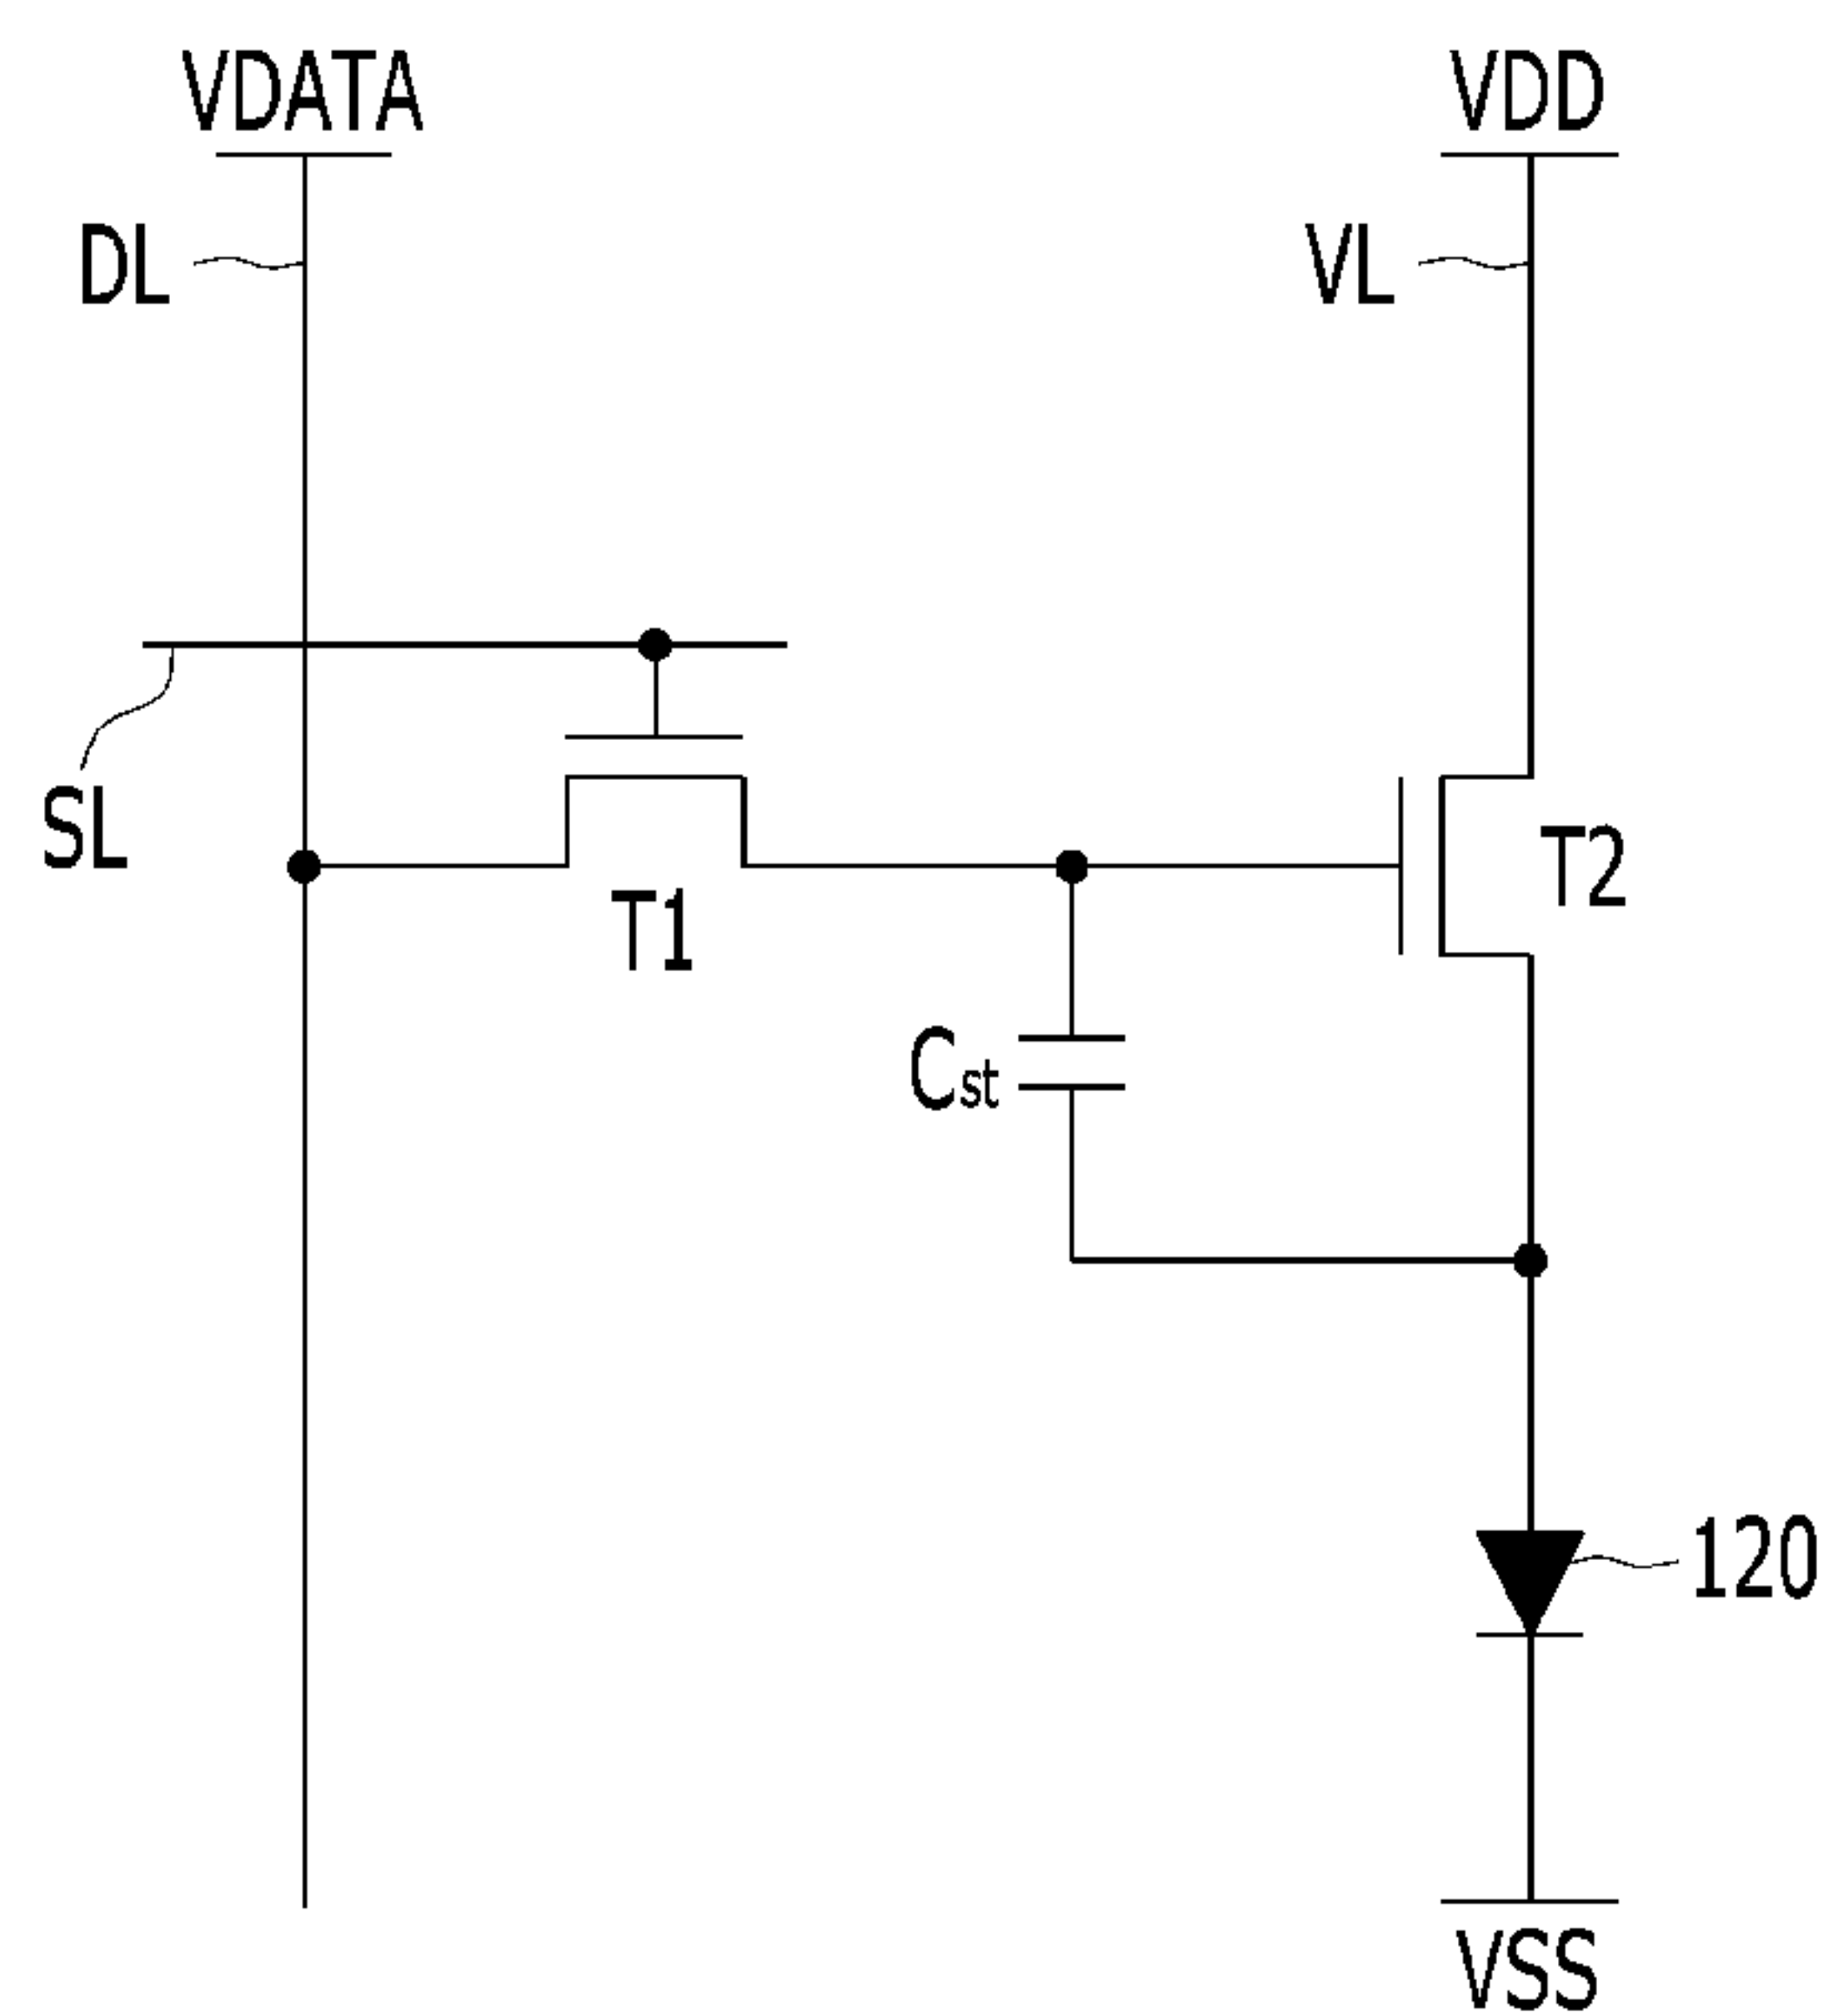 VDATA
VDD
DL
VL
SL
T2
T1
Cst
120
VSS